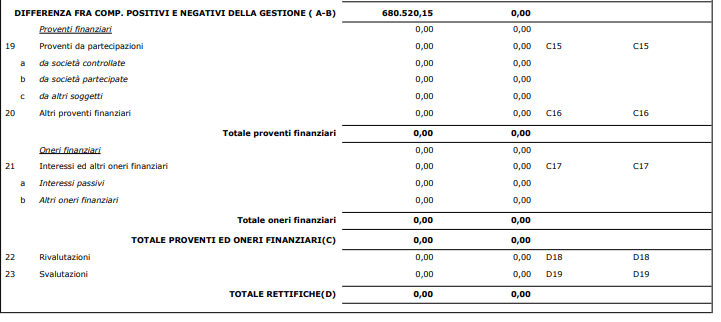 DIFFERENZA FRA COMP. POSITIVI E NEGATIVI DELLA GESTIONE ( A-B) 680.520,15 0,00
Proventi finanziari 0,00 0,00
19 Proventi da partecipazioni 0,00 0,00 C15 C15
a da società controllate 0,00 0,00
b da società partecipate 0,00 0,00
c da altri soggetti 0,00 0,00
20 Altri proventi finanziari 0,00 0,00 C16 C16
Totale proventi finanziari 0,00 0,00
Oneri finanziari 0,00 0,00
21 Interessi ed altri oneri finanziari 0,00 0,00 C17 C17
a Interessi passivi 0,00 0,00
b Altri oneri finanziari 0,00 0,00
Totale oneri finanziari 0,00 0,00
TOTALE PROVENTI ED ONERI FINANZIARI(C) 0,00 0,00
22 Rivalutazioni 0,00 0,00 D18 D18
23 Svalutazioni 0,00 0,00 D19 D19
TOTALE RETTIFICHE(D) 0,00 0,00